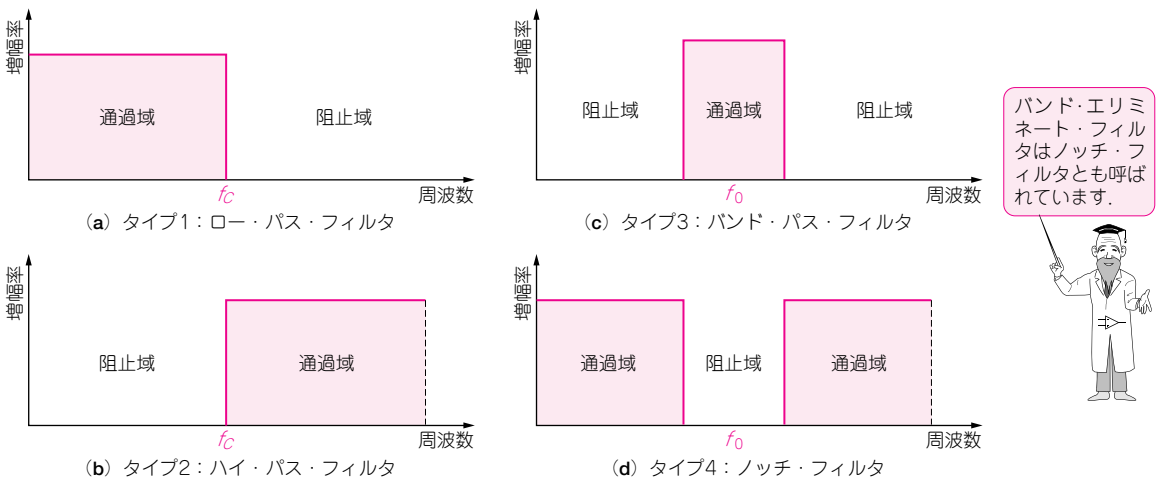 増幅率
通過域
阻止域
fC
周波数
(a) タイプ1：ロー・パス・フィルタ
増幅率
阻止域
通過域
fC
周波数
(b) タイプ2：ハイ・パス・フィルタ
増幅率
阻止域
通過域
阻止域
f0
周波数
(c) タイプ3：バンド・パス・フィルタ
増幅率
通過域
阻止域
通過域
f0
周波数
(d) タイプ4：ノッチ・フィルタ
バンド・エリミ
ネート・フィル
タはノッチ・フ
ィルタとも呼ば
れています.